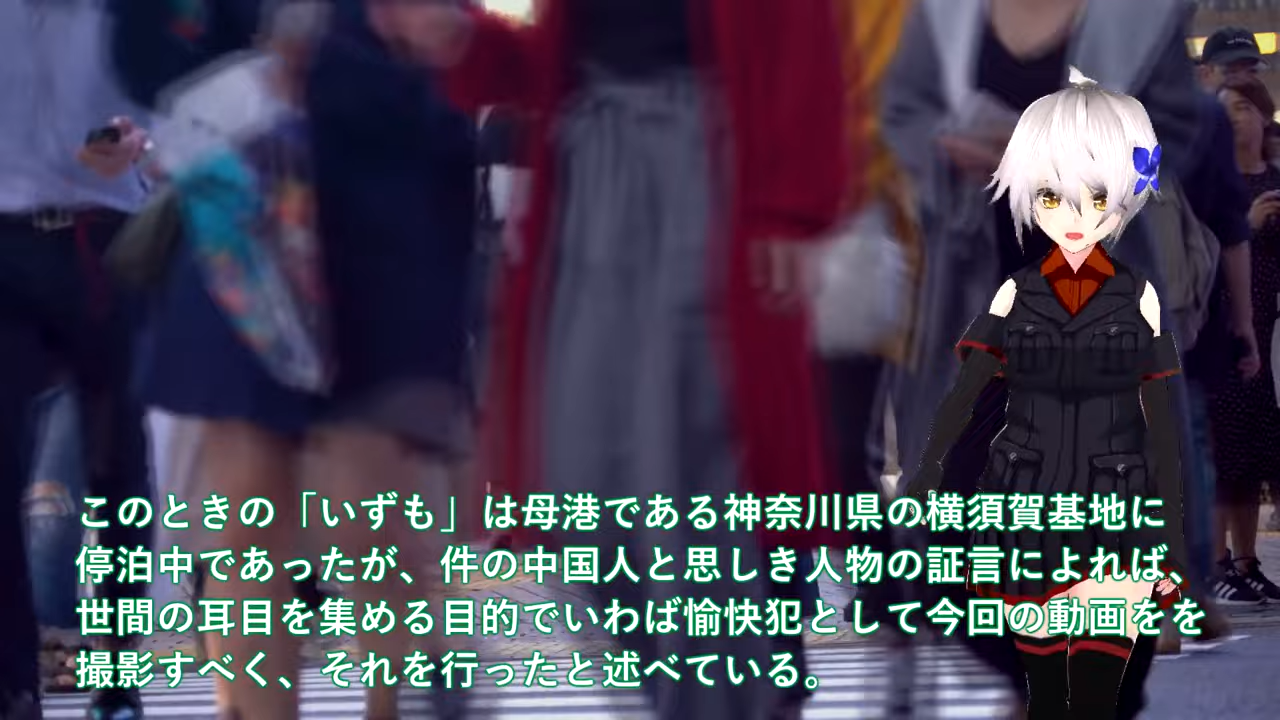 このときの「いずも」は母港である神奈川県の横須賀基地に
停泊中であったが、件の中国人と思しき人物の証言によれば、
世間の耳目を集める目的でいわば愉快犯として今回の動画をを
撮影すべく、それを行ったと述べている。